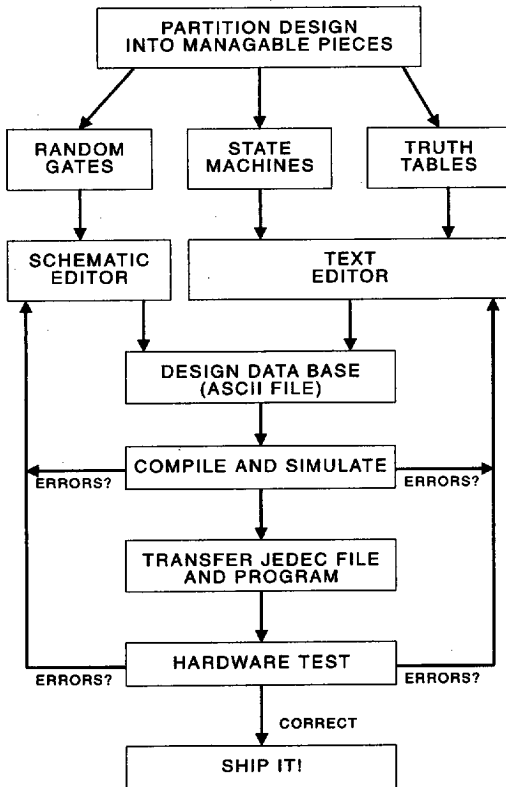 PARTITION DESIGN
INTO MANAGABLE PIECES
RANDOM
GATES
STATE
MACHINES
TRUTH
TABLES
SCHEMATIC
EDITOR
TEXT
EDITOR
DESIGN DATA BASE
(ASCII FILE)
COMPILE AND SIMULATE
ERRORS?
ERRORS?
TRANSFER JEDEC FILE
AND PROGRAM
HARDWARE TEST
ERRORS?
ERRORS?
CORRECT
SHIP IT!